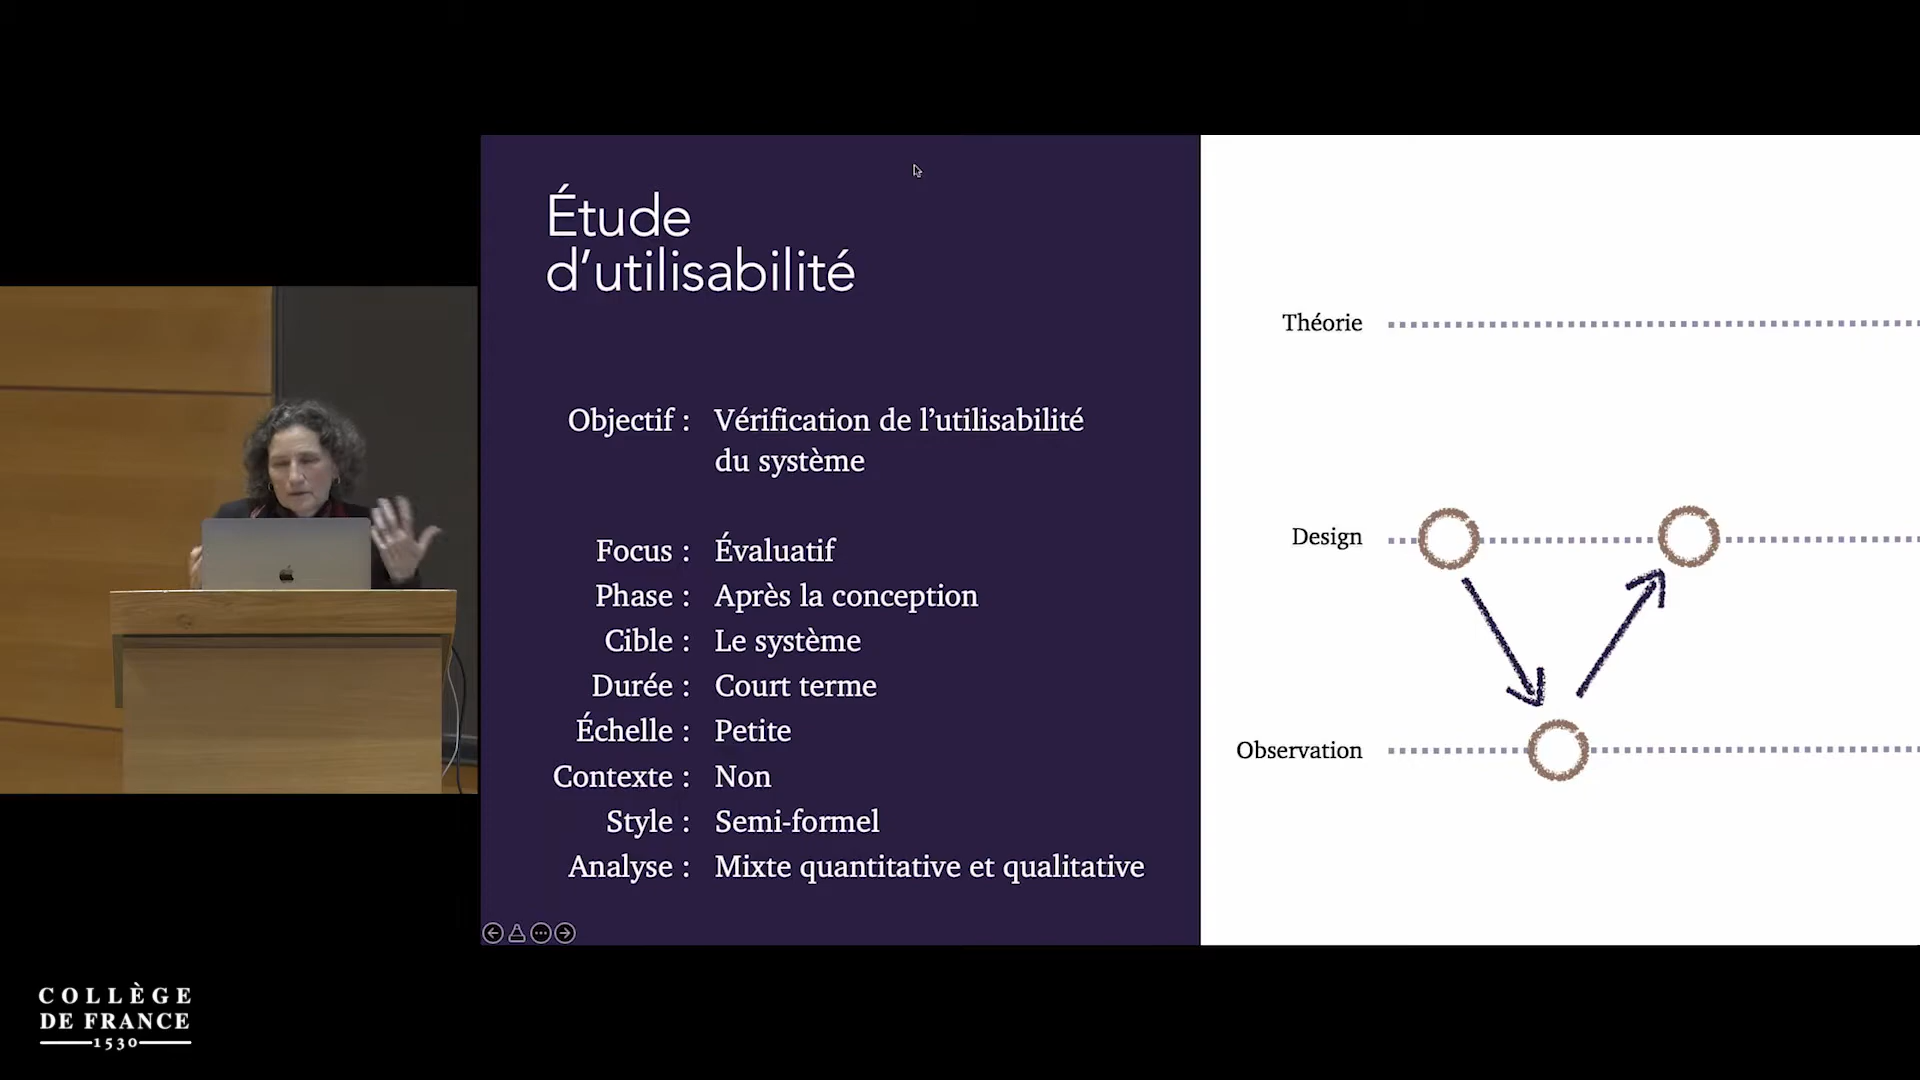 Étude
d’utilisabilité
Objectif : Vérification de l’utilisabilité
du système
Focus : Évaluatif
Phase : Après la conception
Cible : Le système
Durée : Court terme
Échelle : Petite
Contexte : Non
Style : Semi-formel
Analyse : Mixte quantitative et qualitative
Théorie
Design
Observation
COLLÈGE
DE FRANCE
1530